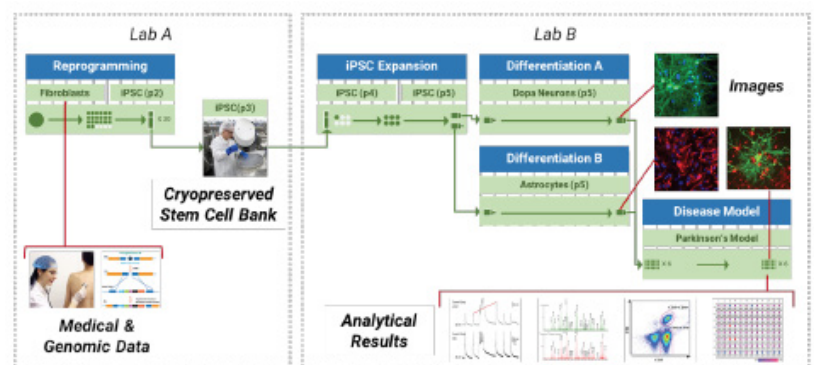 Lab A
Reprogramming
Fibroblasts
iPSC (p2)
x 20
iPSC(p3)
Cryopreserved
Stem Cell Bank
Medical &
Genomic Data
Lab B
iPSC Expansion
iPSC (p4)
iPSC (p5)
Differentiation A
Dopa Neurons (p5)
Differentiation B
Astrocytes (p5)
Images
Disease Model
Parkinson's Model
Analytical
Results